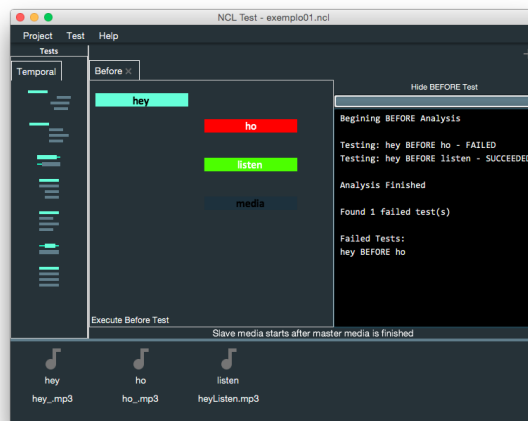 NCL Test - exemplo01.ncl
Project Test Help
Tests
Temporal
Before
hey
ho
listen
media
Execute Before Test
Hide BEFORE Test
Begining BEFORE Analysis
Testing: hey BEFORE ho - FAILED
Testing: hey BEFORE listen - SUCCEEDED
Analysis Finished
Found 1 failed test(s)
Failed Tests:
hey BEFORE ho
Slave media starts after master media is finished
hey ho listen
hey_.mp3 ho_.mp3 heyListen.mp3